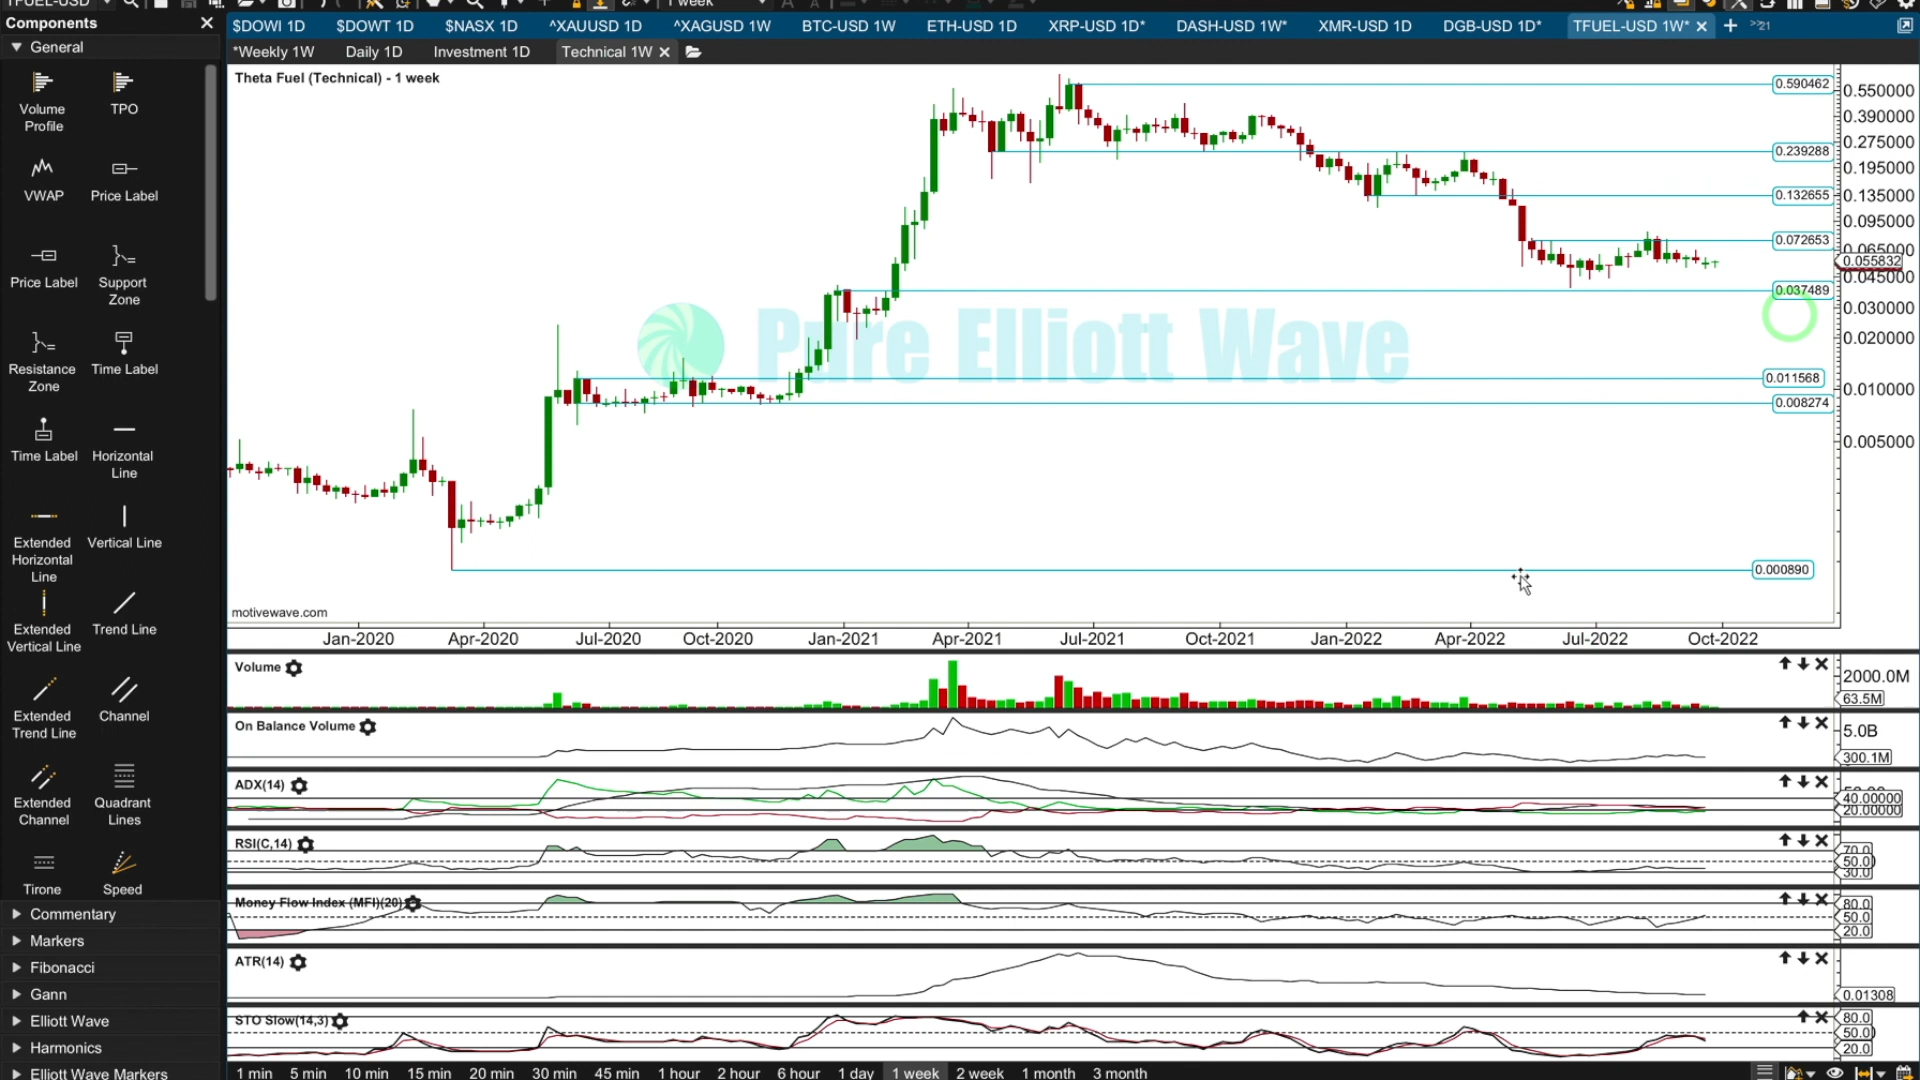 TFUEL-USD
1 week
Components
$DOWI 1D $DOWT 1D $NASX 1D ^XAUUSD 1D ^XAGUSD 1W BTC-USD 1W ETH-USD 1D XRP-USD 1D* DASH-USD 1W* XMR-USD 1D DGB-USD 1D* TFUEL-USD 1W* 21
General
*Weekly 1W Daily 1D Investment 1D Technical 1W
Theta Fuel (Technical) - 1 week
Volume Profile
TPO
VWAP
Price Label
Price Label
Support Zone
Resistance Zone
Time Label
Time Label
Horizontal Line
Extended Horizontal Line
Vertical Line
Extended Vertical Line
Trend Line
Extended Trend Line
Channel
Extended Channel
Quadrant Lines
Tirone
Speed
Commentary
Markers
Fibonacci
Gann
Elliott Wave
Harmonics
Elliott Wave Markers
Pure Elliott Wave
0.590462
0.239288
0.132655
0.072653
0.037489
0.011568
0.008274
0.000890
0.550000
0.390000
0.275000
0.195000
0.135000
0.095000
0.065000
0.055832
0.045000
0.030000
0.020000
0.010000
0.005000
motivewave.com
Jan-2020 Apr-2020 Jul-2020 Oct-2020 Jan-2021 Apr-2021 Jul-2021 Oct-2021 Jan-2022 Apr-2022 Jul-2022 Oct-2022
Volume
2000.0M
63.5M
On Balance Volume
5.0B
300.1M
ADX(14)
40.00000
20.00000
RSI(C,14)
70.0
50.0
30.0
Money Flow Index (MFI)(20)
80.0
50.0
20.0
ATR(14)
0.01308
STO Slow(14,3)
80.0
50.0
20.0
1 min 5 min 10 min 15 min 20 min 30 min 45 min 1 hour 2 hour 6 hour 1 day 1 week 2 week 1 month 3 month